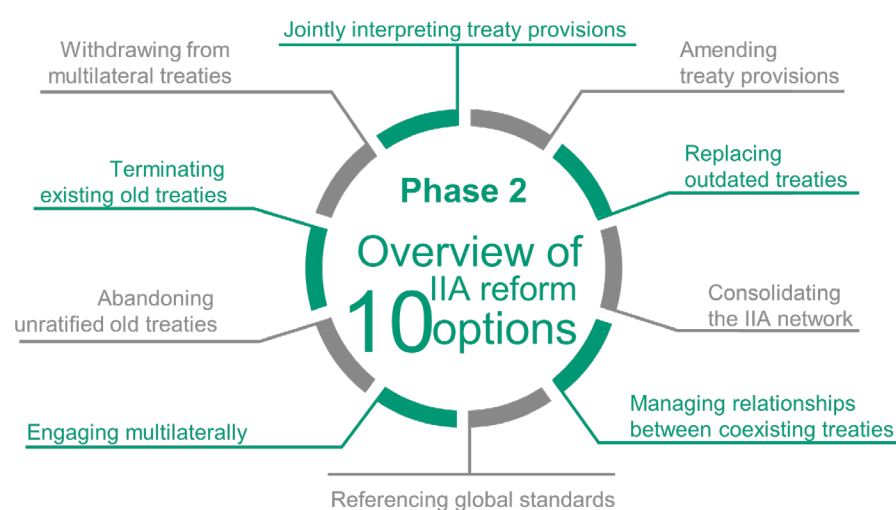 Jointly interpreting treaty provisions
Amending
treaty provisions
Replacing
outdated treaties
Consolidating
the IIA network
Managing relationships
between coexisting treaties
Referencing global standards
Engaging multilaterally
Abandoning
unratified old treaties
Terminating
existing old treaties
Withdrawing from
multilateral treaties
Phase 2
Overview of
10 IIA reform
options